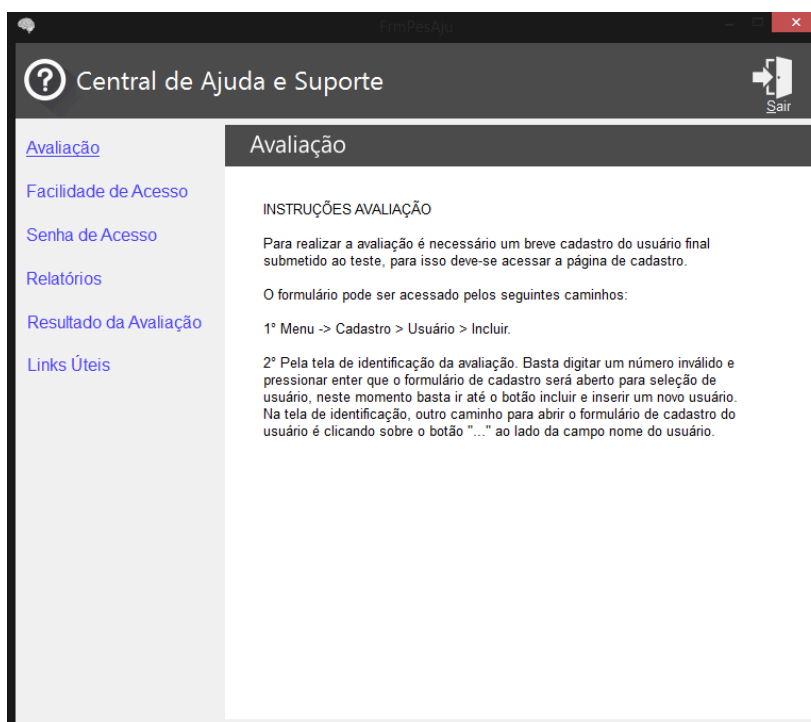 FrmPesAju
Central de Ajuda e Suporte
Sair
Avaliação
Facilidade de Acesso
Senha de Acesso
Relatórios
Resultado da Avaliação
Links Úteis
Avaliação
INSTRUÇÕES AVALIAÇÃO
Para realizar a avaliação é necessário um breve cadastro do usuário final
submetido ao teste, para isso deve-se acessar a página de cadastro.
O formulário pode ser acessado pelos seguintes caminhos:
1° Menu -> Cadastro > Usuário > Incluir.
2° Pela tela de identificação da avaliação. Basta digitar um número inválido e
pressionar enter que o formulário de cadastro será aberto para seleção de
usuário, neste momento basta ir até o botão incluir e inserir um novo usuário.
Na tela de identificação, outro caminho para abrir o formulário de cadastro do
usuário é clicando sobre o botão "..." ao lado da campo nome do usuário.